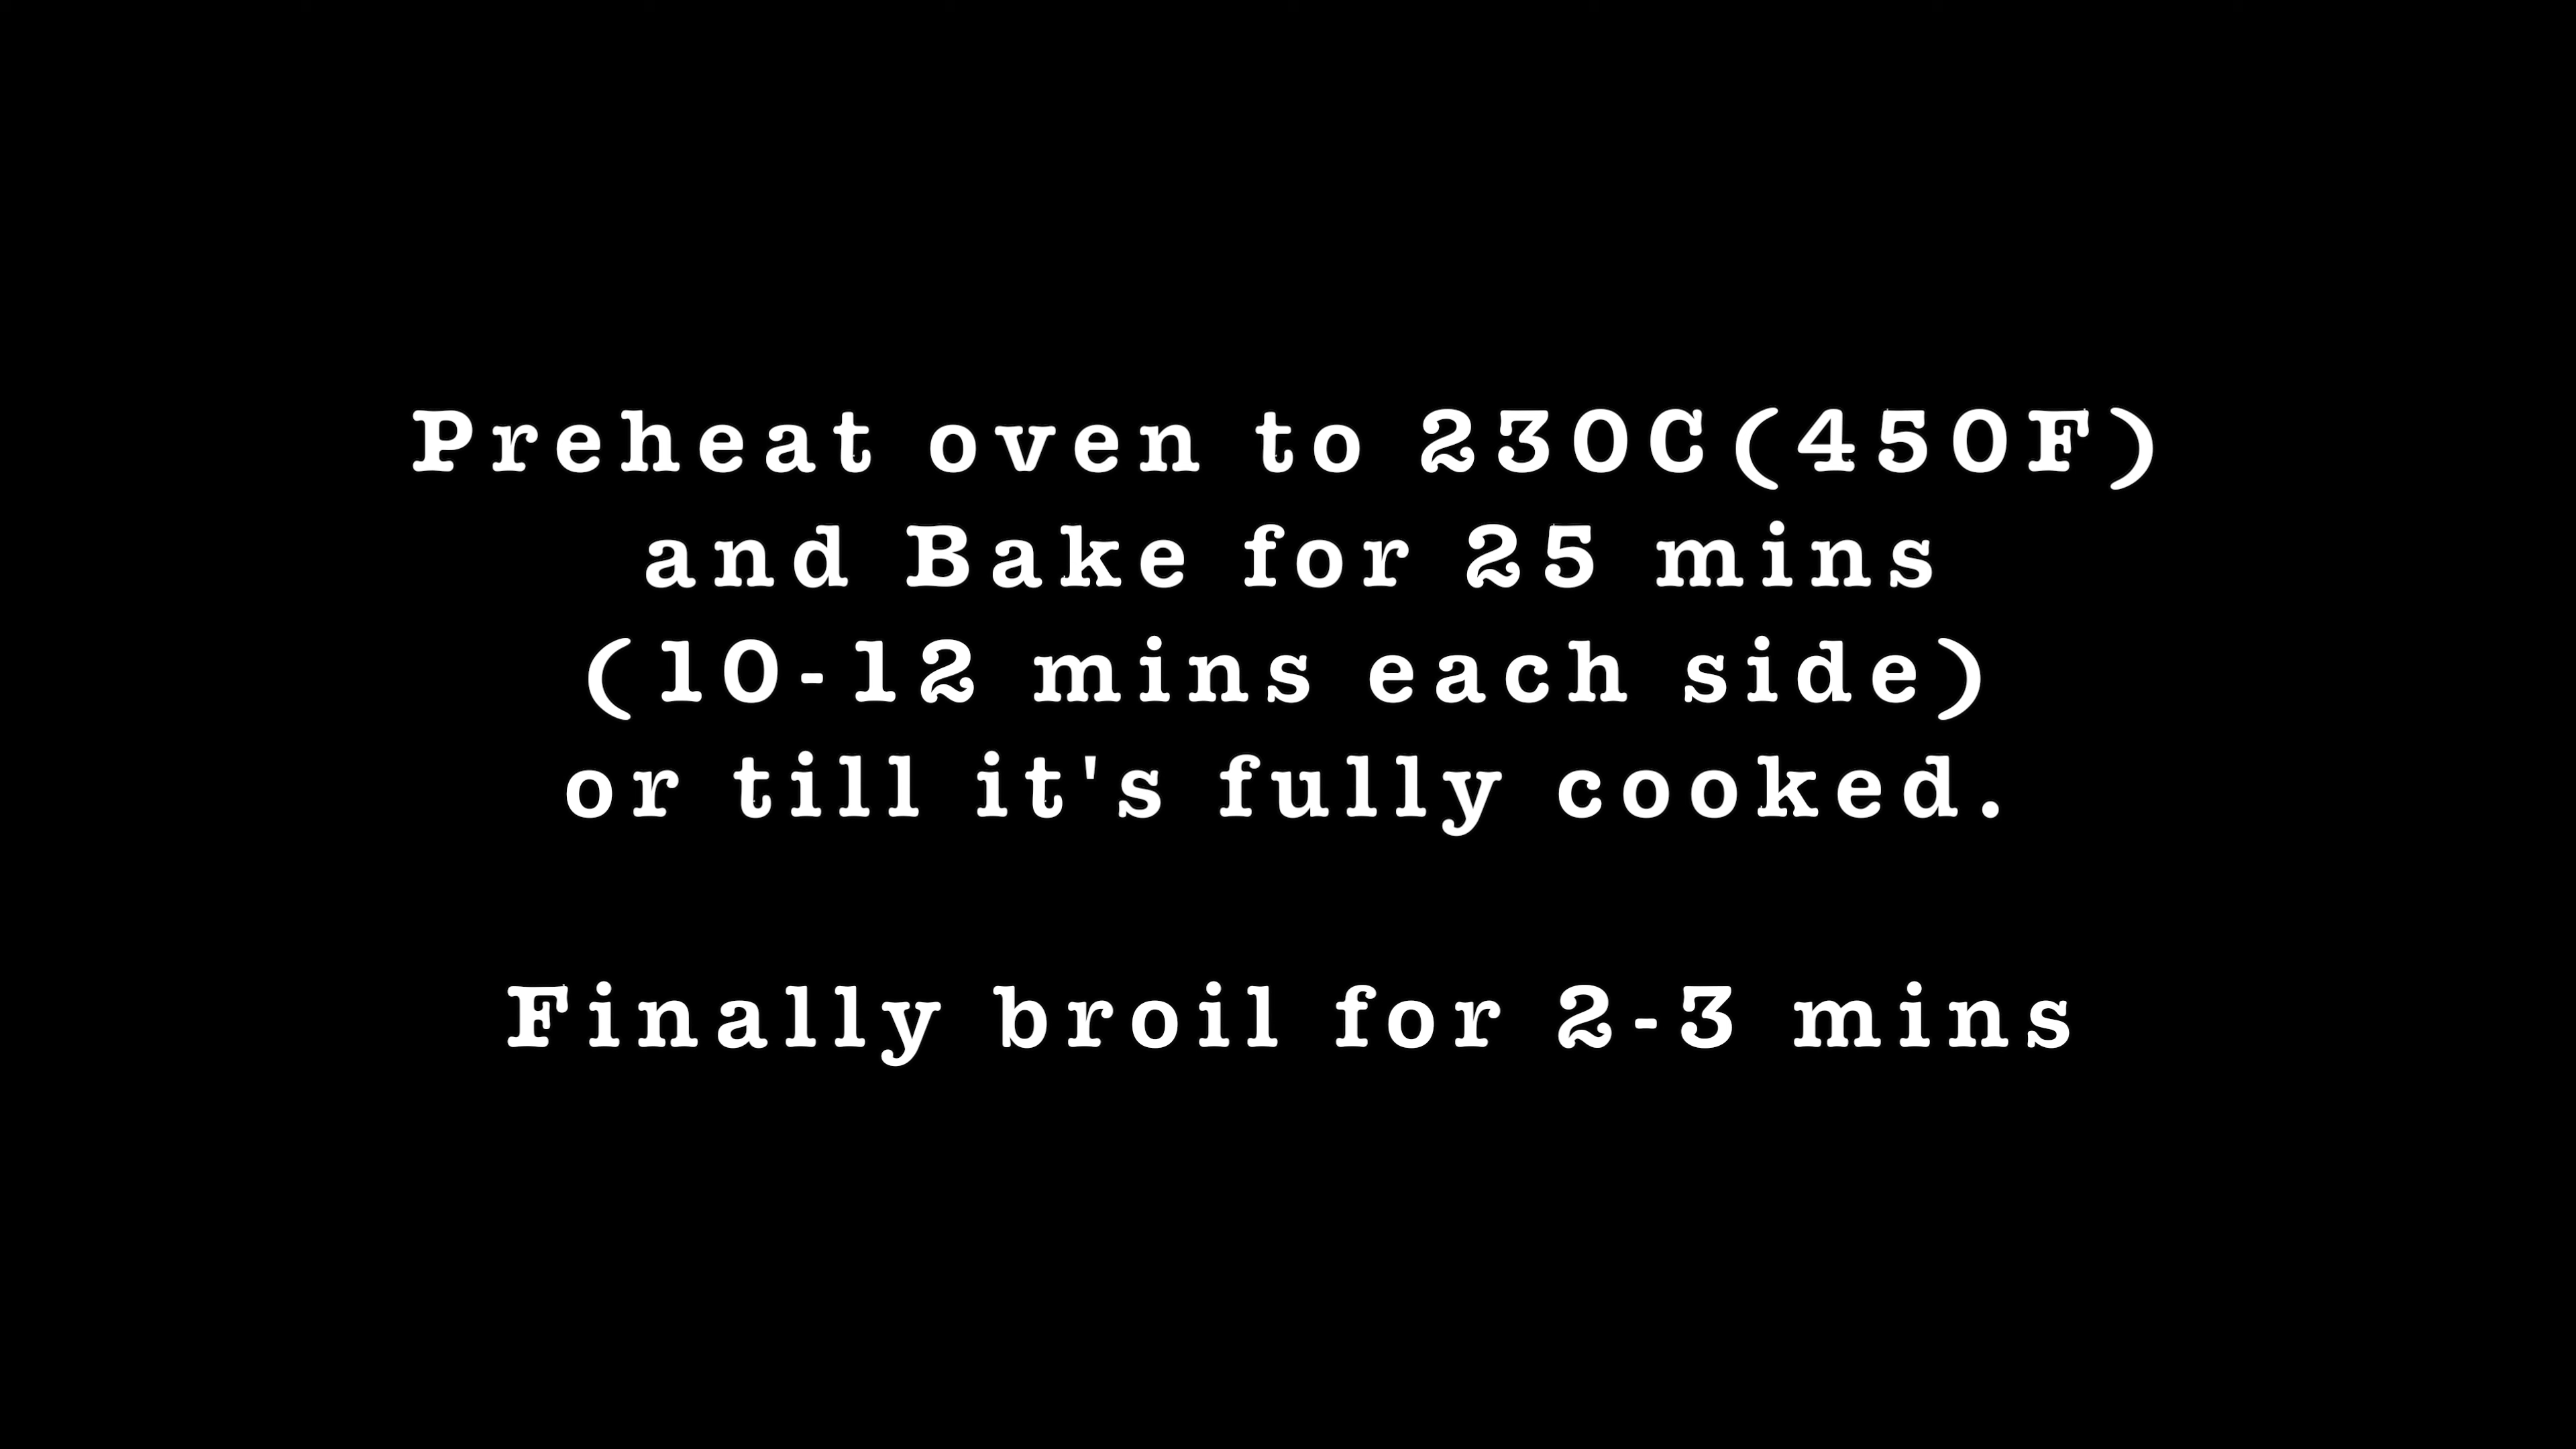 Preheat oven to 230C(450F)
and Bake for 25 mins
(10-12 mins each side)
or till it's fully cooked.
Finally broil for 2-3 mins